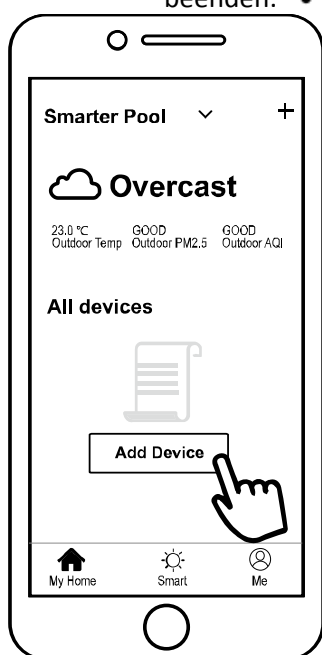 beenden. •
Smarter Pool +
Overcast
23.0 °C GOOD GOOD
Outdoor Temp Outdoor PM2.5 Outdoor AQI
All devices
Add Device
My Home Smart Me